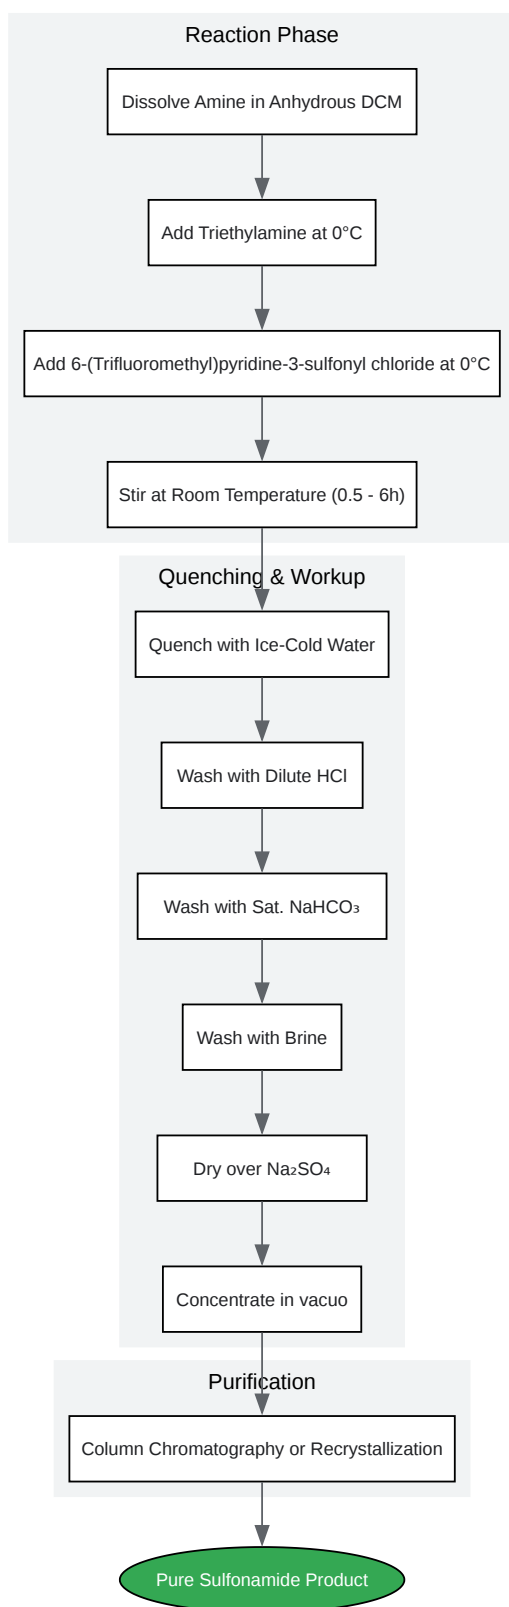 Reaction Phase
Dissolve Amine in Anhydrous DCM
Add Triethylamine at 0°C
Add 6-(Trifluoromethyl)pyridine-3-sulfonyl chloride at 0°C
Stir at Room Temperature (0.5 - 6h)
Quenching & Workup
Quench with Ice-Cold Water
Wash with Dilute HCl
Wash with Sat. NaHCO₃
Wash with Brine
Dry over Na₂SO₄
Concentrate in vacuo
Purification
Column Chromatography or Recrystallization
Pure Sulfonamide Product